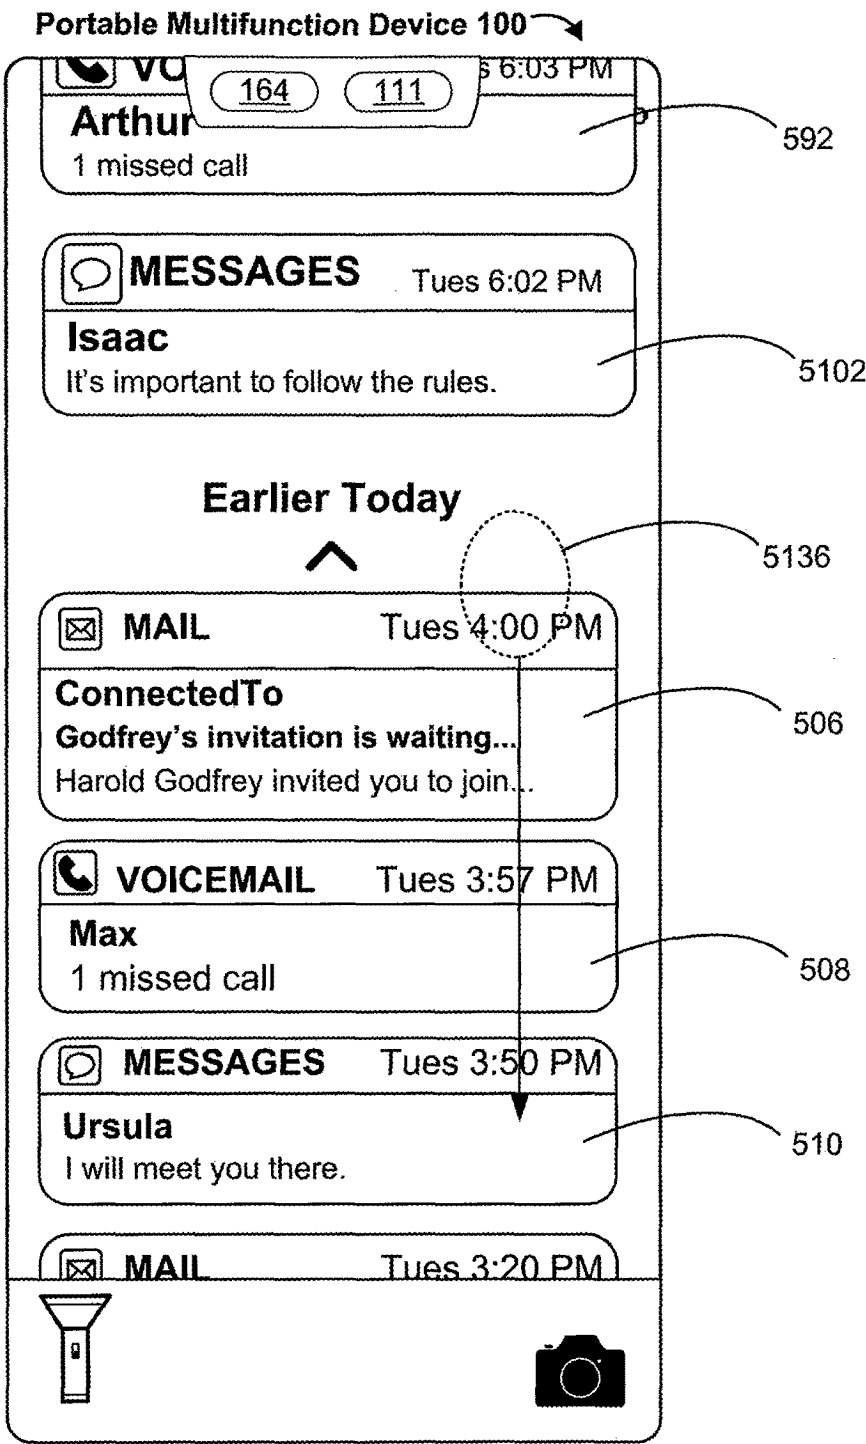 Portable Multifunction Device 100
VO s 6:03 PM
164 111
Arthur
1 missed call
592
MESSAGES Tues 6:02 PM
Isaac
It's important to follow the rules.
5102
Earlier Today
5136
MAIL Tues 4:00 PM
ConnectedTo
Godfrey's invitation is waiting...
Harold Godfrey invited you to join...
506
VOICEMAIL Tues 3:57 PM
Max
1 missed call
508
MESSAGES Tues 3:50 PM
Ursula
I will meet you there.
510
MAIL Tues 3:20 PM